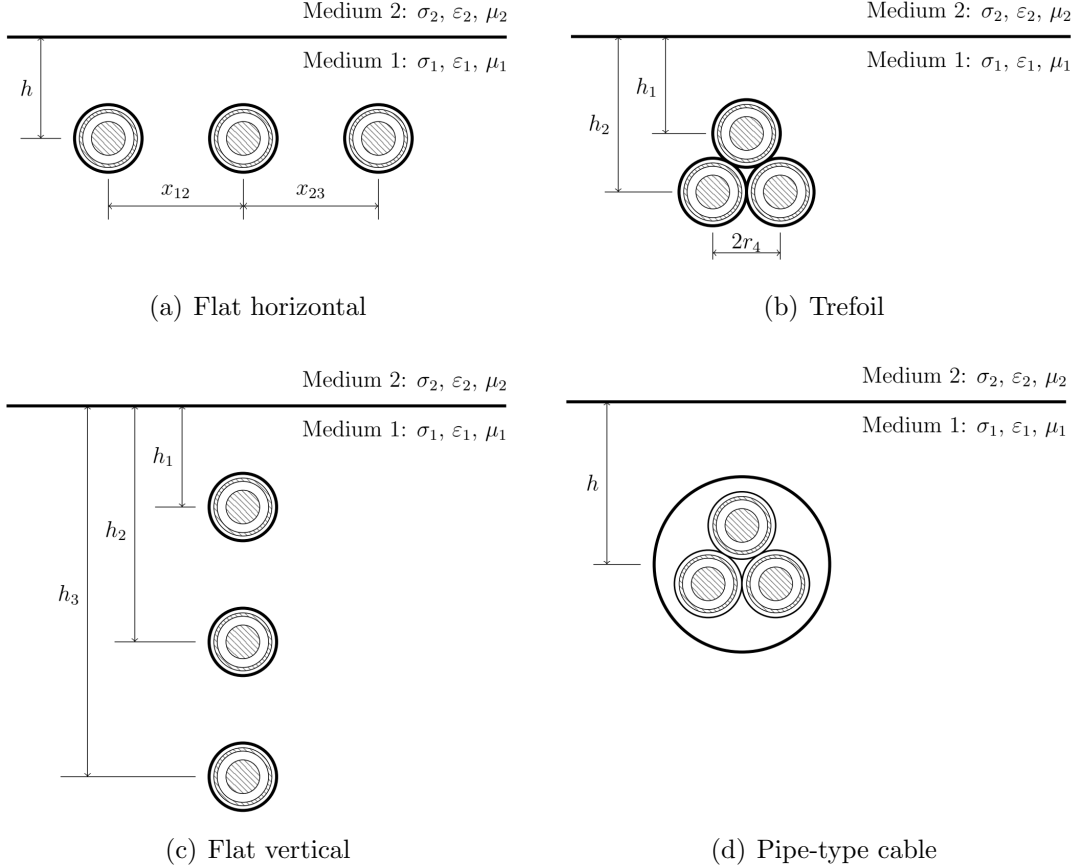 Medium 2: σ₂, ε₂, μ₂
Medium 1: σ₁, ε₁, μ₁
h
x₁₂
x₂₃
(a) Flat horizontal
Medium 2: σ₂, ε₂, μ₂
Medium 1: σ₁, ε₁, μ₁
h₁
h₂
2r₄
(b) Trefoil
Medium 2: σ₂, ε₂, μ₂
Medium 1: σ₁, ε₁, μ₁
h₁
h₂
h₃
(c) Flat vertical
Medium 2: σ₂, ε₂, μ₂
Medium 1: σ₁, ε₁, μ₁
h
(d) Pipe-type cable